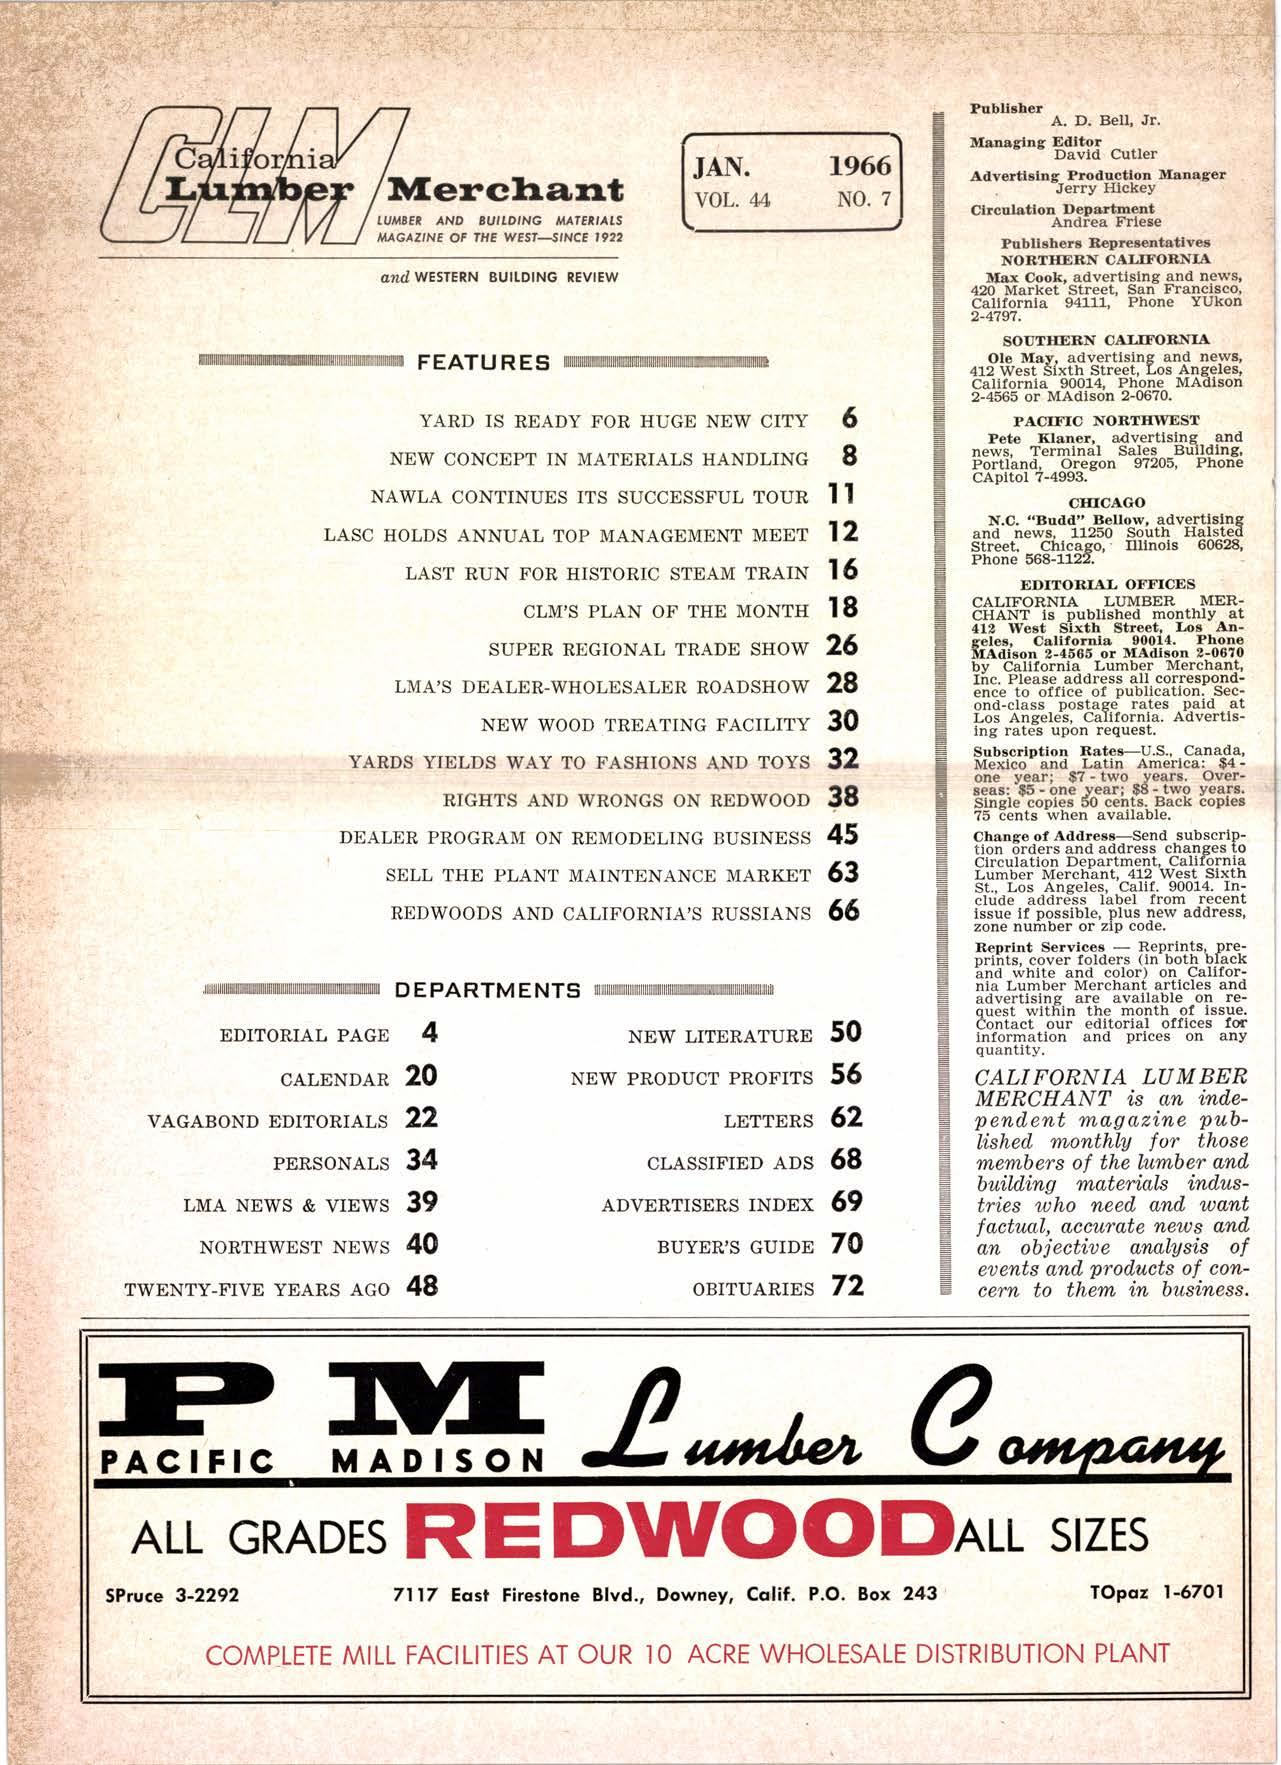 CLM
California
Lumber Merchant
LUMBER AND BUILDING MATERIALS
MAGAZINE OF THE WEST—SINCE 1922
and WESTERN BUILDING REVIEW
JAN. 1966
VOL. 44 NO. 7
FEATURES
YARD IS READY FOR HUGE NEW CITY 6
NEW CONCEPT IN MATERIALS HANDLING 8
NAWLA CONTINUES ITS SUCCESSFUL TOUR 11
LASC HOLDS ANNUAL TOP MANAGEMENT MEET 12
LAST RUN FOR HISTORIC STEAM TRAIN 16
CLM'S PLAN OF THE MONTH 18
SUPER REGIONAL TRADE SHOW 26
LMA'S DEALER-WHOLESALER ROADSHOW 28
NEW WOOD TREATING FACILITY 30
YARDS YIELDS WAY TO FASHIONS AND TOYS 32
RIGHTS AND WRONGS ON REDWOOD 38
DEALER PROGRAM ON REMODELING BUSINESS 45
SELL THE PLANT MAINTENANCE MARKET 63
REDWOODS AND CALIFORNIA'S RUSSIANS 66
DEPARTMENTS
EDITORIAL PAGE 4
CALENDAR 20
VAGABOND EDITORIALS 22
PERSONALS 34
LMA NEWS & VIEWS 39
NORTHWEST NEWS 40
TWENTY-FIVE YEARS AGO 48
NEW LITERATURE 50
NEW PRODUCT PROFITS 56
LETTERS 62
CLASSIFIED ADS 68
ADVERTISERS INDEX 69
BUYER'S GUIDE 70
OBITUARIES 72
Publisher
A. D. Bell, Jr.
Managing Editor
David Cutler
Advertising Production Manager
Jerry Hickey
Circulation Department
Andrea Friese
Publishers Representatives
NORTHERN CALIFORNIA
Max Cook, advertising and news,
420 Market Street, San Francisco,
California 94111, Phone YUkon
2-4797.
SOUTHERN CALIFORNIA
Ole May, advertising and news,
412 West Sixth Street, Los Angeles,
California 90014, Phone MAdison
2-4565 or MAdison 2-0670.
PACIFIC NORTHWEST
Pete Klaner, advertising and
news, Terminal Sales Building,
Portland, Oregon 97205, Phone
CApitol 7-4993.
CHICAGO
N.C. "Budd" Bellow, advertising
and news, 11250 South Halsted
Street, Chicago, Illinois 60628,
Phone 568-1122.
EDITORIAL OFFICES
CALIFORNIA LUMBER MER-
CHANT is published monthly at
412 West Sixth Street, Los An-
geles, California 90014. Phone
MAdison 2-4565 or MAdison 2-0670
by California Lumber Merchant,
Inc. Please address all correspond-
ence to office of publication. Sec-
ond-class postage rates paid at
Los Angeles, California. Advertis-
ing rates upon request.
Subscription Rates—U.S., Canada,
Mexico and Latin America: $4 -
one year; $7 - two years. Over-
seas: $5 - one year; $8 - two years.
Single copies 50 cents. Back copies
75 cents when available.
Change of Address—Send subscrip-
tion orders and address changes to
Circulation Department, California
Lumber Merchant, 412 West Sixth
St., Los Angeles, Calif. 90014. In-
clude address label from recent
issue if possible, plus new address,
zone number or zip code.
Reprint Services — Reprints, pre-
prints, cover folders (in both black
and white and color) on Califor-
nia Lumber Merchant articles and
advertising are available on re-
quest within the month of issue.
Contact our editorial offices for
information and prices on any
quantity.
CALIFORNIA LUMBER
MERCHANT is an inde-
pendent magazine pub-
lished monthly for those
members of the lumber and
building materials indus-
tries who need and want
factual, accurate news and
an objective analysis of
events and products of con-
cern to them in business.
P M Lumber Company
PACIFIC MADISON
ALL GRADES REDWOOD ALL SIZES
SPruce 3-2292 7117 East Firestone Blvd., Downey, Calif. P.O. Box 243 TOpaz 1-6701
COMPLETE MILL FACILITIES AT OUR 10 ACRE WHOLESALE DISTRIBUTION PLANT